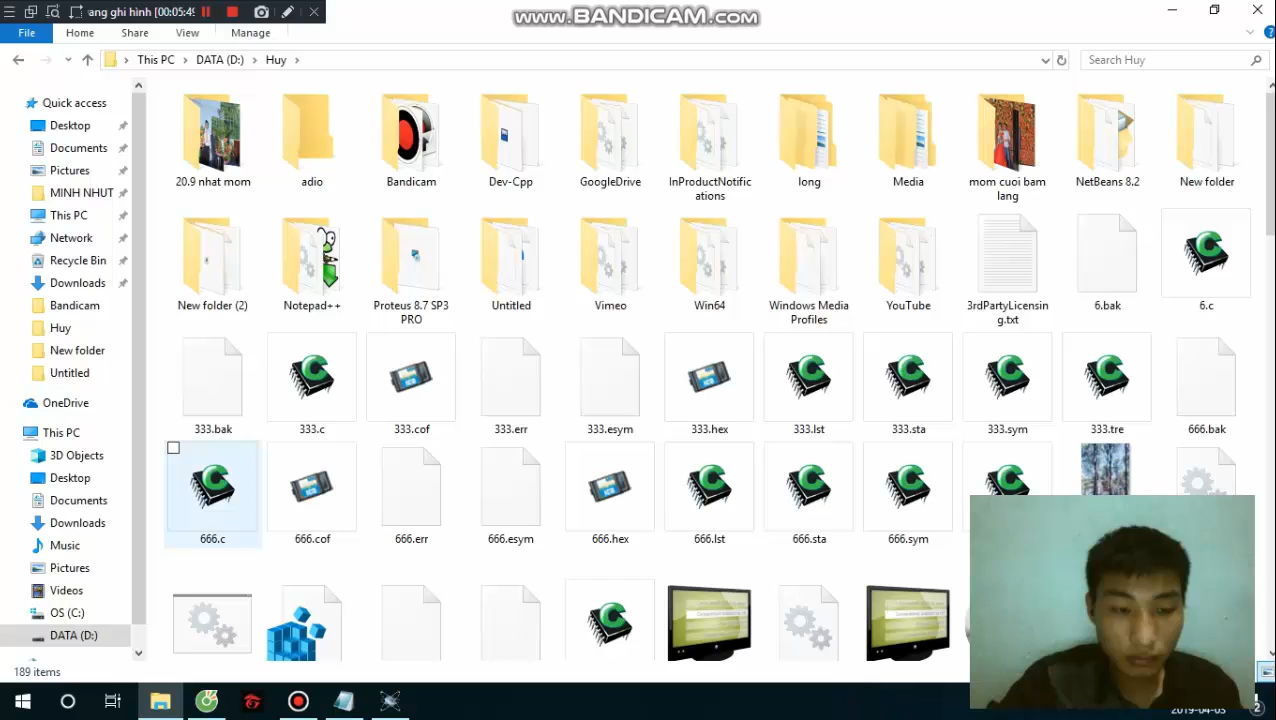 ang ghi hình [00:05:49
www.BANDICAM.com
File Home Share View Manage
This PC DATA (D:) Huy
Search Huy
Quick access
Desktop
Documents
Pictures
MINH NHUT
This PC
Network
Recycle Bin
Downloads
Bandicam
Huy
New folder
Untitled
OneDrive
This PC
3D Objects
Desktop
Documents
Downloads
Music
Pictures
Videos
OS (C:)
DATA (D:)
20.9 nhat mom
adio
Bandicam
Dev-Cpp
GoogleDrive
InProductNotific
ations
long
Media
mom cuoi bam
lang
NetBeans 8.2
New folder
New folder (2)
Notepad++
Proteus 8.7 SP3
PRO
Untitled
Vimeo
Win64
Windows Media
Profiles
YouTube
3rdPartyLicensin
g.txt
6.bak
6.c
333.bak
333.c
333.cof
333.err
333.esym
333.hex
333.lst
333.sta
333.sym
333.tre
666.bak
666.c
666.cof
666.err
666.esym
666.hex
666.lst
666.sta
666.sym
189 items
2019-04-03
2